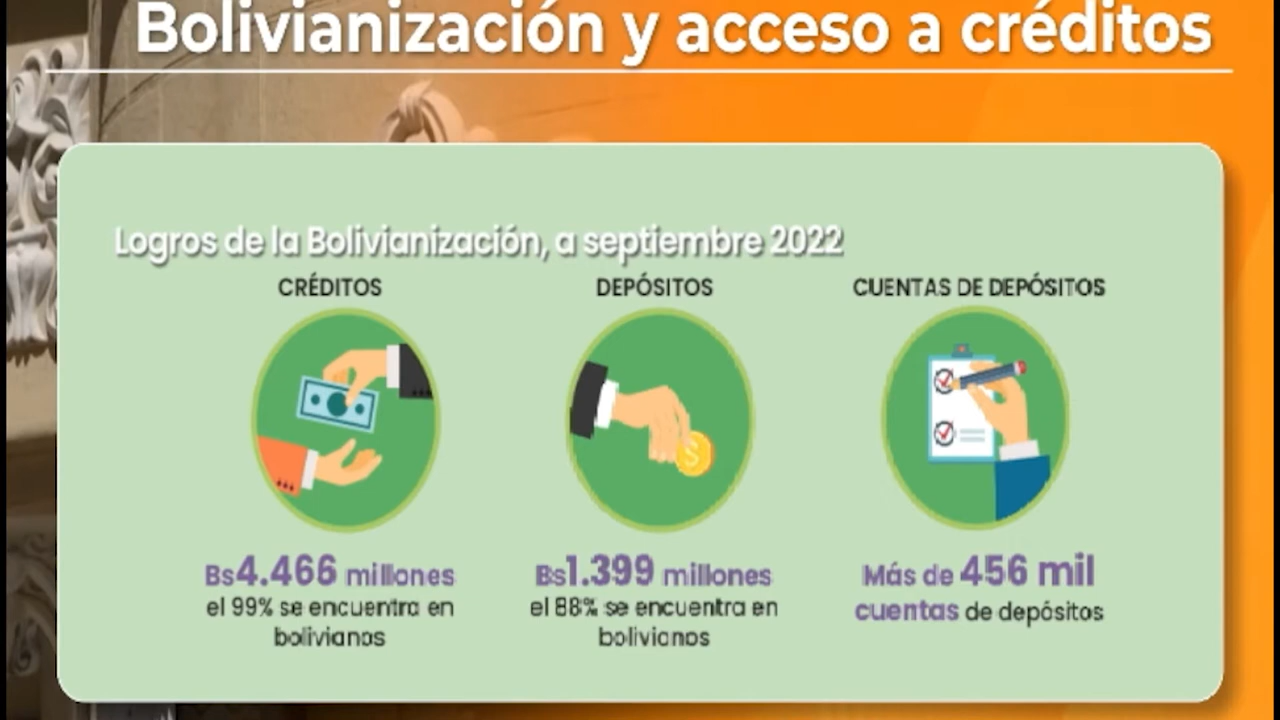 Bolivianización y acceso a créditos
Logros de la Bolivianización, a septiembre 2022
CRÉDITOS
Bs4.466 millones
el 99% se encuentra en
bolivianos
DEPÓSITOS
Bs1.399 millones
el 88% se encuentra en
bolivianos
CUENTAS DE DEPÓSITOS
Más de 456 mil
cuentas de depósitos